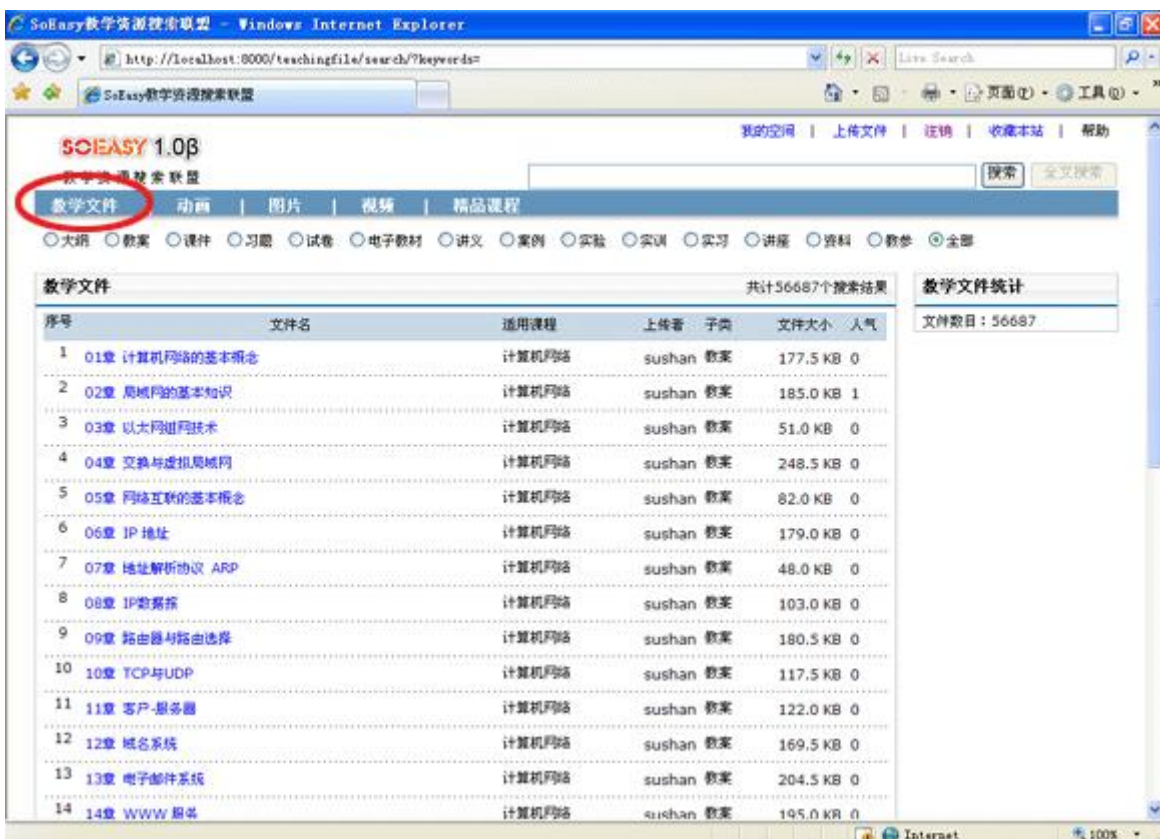 SoEasy教学资源搜索联盟 - Windows Internet Explorer
http://localhost:8000/teachingfile/search/?keywords=
Live Search
SoEasy教学资源搜索联盟
页面(P)
工具(O)
我的空间 | 上传文件 | 注销 | 收藏本站 | 帮助
SOEASY 1.0β
教学资源搜索联盟
搜索 全文搜索
教学文件 动画 | 图片 | 视频 | 精品课程
大纲 教案 课件 习题 试卷 电子教材 讲义 案例 实验 实训 实习 讲座 资料 教参 全部
教学文件 共计56687个搜索结果 教学文件统计
序号 文件名 适用课程 上传者 子类 文件大小 人气 文件数目：56687
1 01章 计算机网络的基本概念 计算机网络 sushan 教案 177.5 KB 0
2 02章 局域网的基本知识 计算机网络 sushan 教案 185.0 KB 1
3 03章 以太网组网技术 计算机网络 sushan 教案 51.0 KB 0
4 04章 交换与虚拟局域网 计算机网络 sushan 教案 248.5 KB 0
5 05章 网络互联的基本概念 计算机网络 sushan 教案 82.0 KB 0
6 06章 IP 地址 计算机网络 sushan 教案 179.0 KB 0
7 07章 地址解析协议 ARP 计算机网络 sushan 教案 48.0 KB 0
8 08章 IP数据报 计算机网络 sushan 教案 103.0 KB 0
9 09章 路由器与路由选择 计算机网络 sushan 教案 180.5 KB 0
10 10章 TCP与UDP 计算机网络 sushan 教案 117.5 KB 0
11 11章 客户-服务器 计算机网络 sushan 教案 122.0 KB 0
12 12章 域名系统 计算机网络 sushan 教案 169.5 KB 0
13 13章 电子邮件系统 计算机网络 sushan 教案 204.5 KB 0
14 14章 WWW 服务 计算机网络 sushan 教案 195.0 KB 0
Internet 100%